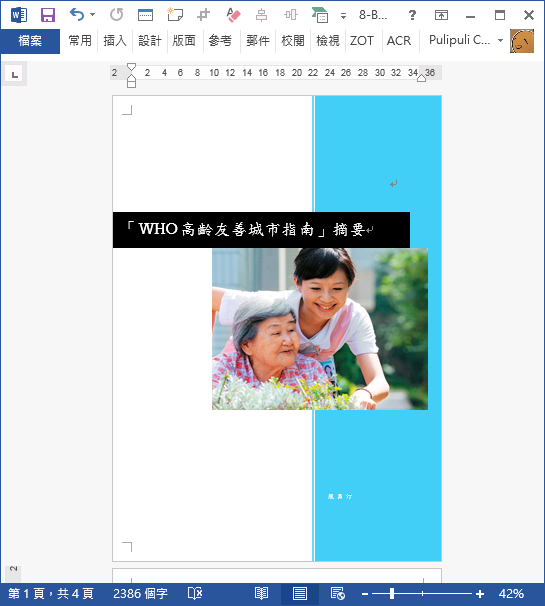 8-B...
檔案 常用 插入 設計 版面 參考 郵件 校閱 檢視 ZOT ACR Pulipuli C...
2 2 4 6 8 10 12 14 16 18 20 22 24 26 28 30 32 34 36
「WHO高齡友善城市指南」摘要
2
第 1 頁，共 4 頁 2386 個字 42%